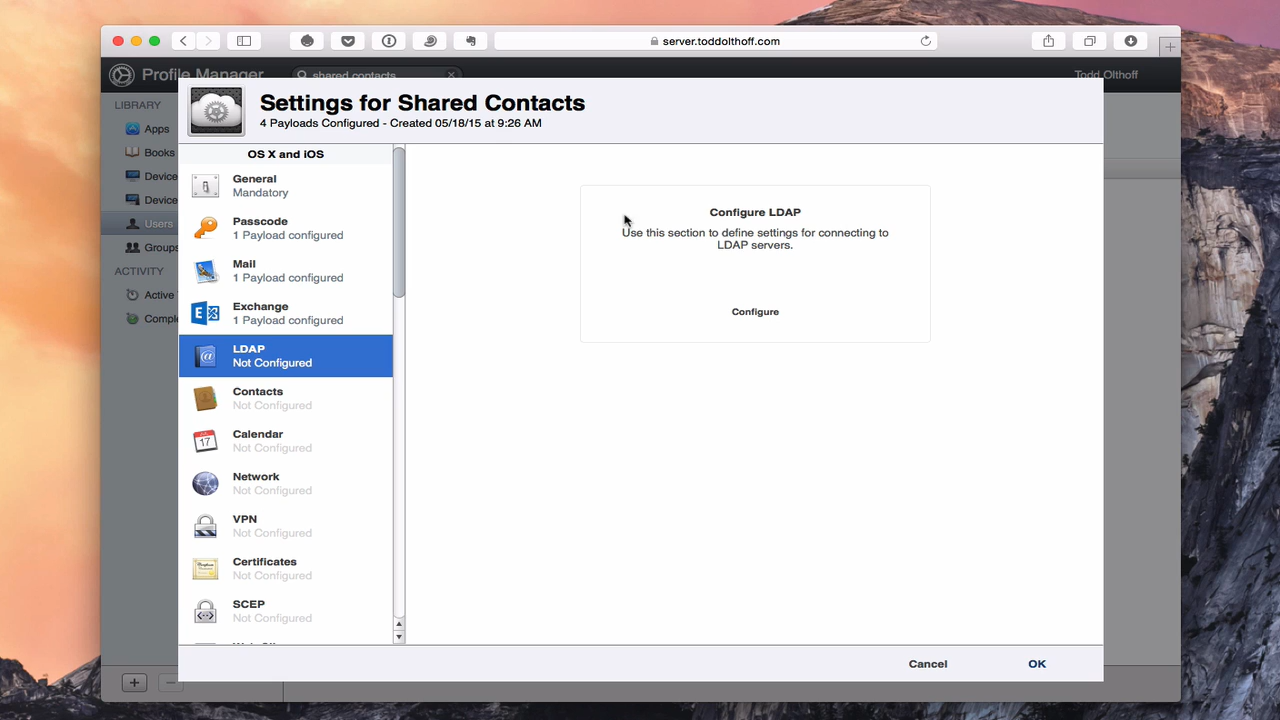 server.toddolthoff.com
Profile Manager
shared contacts
Todd Olthoff
LIBRARY
Apps
Books
Device
Device
Users
Groups
ACTIVITY
Active
Comple
Settings for Shared Contacts
4 Payloads Configured - Created 05/18/15 at 9:26 AM
OS X and iOS
General
Mandatory
Passcode
1 Payload configured
Mail
1 Payload configured
Exchange
1 Payload configured
LDAP
Not Configured
Contacts
Not Configured
Calendar
Not Configured
Network
Not Configured
VPN
Not Configured
Certificates
Not Configured
SCEP
Not Configured
Configure LDAP
Use this section to define settings for connecting to
LDAP servers.
Configure
Cancel
OK